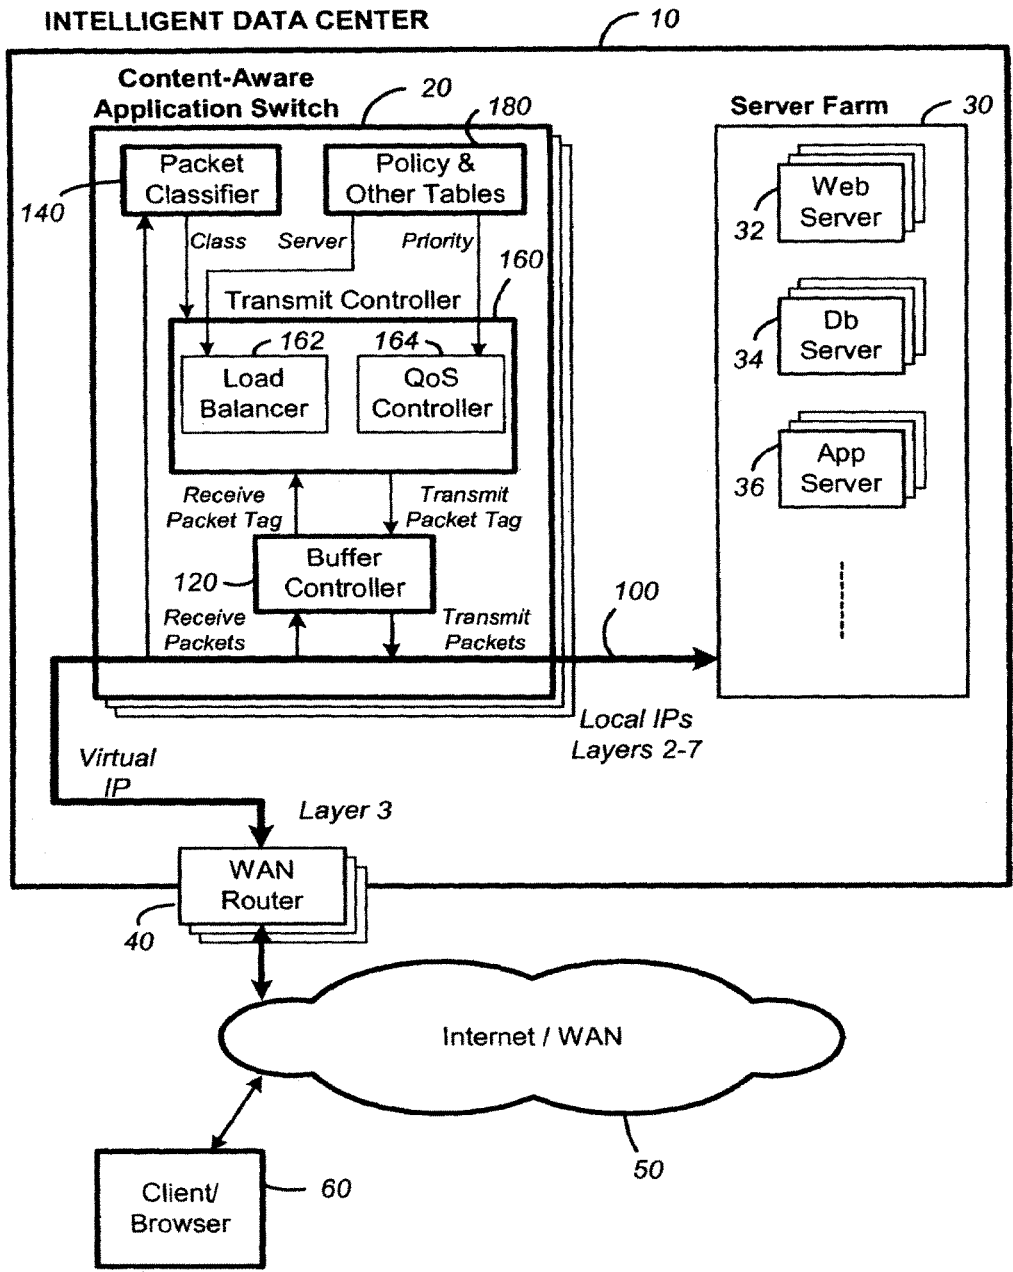 INTELLIGENT DATA CENTER
10
Content-Aware
Application Switch
20
180
Server Farm
30
Packet
Classifier
140
Policy &
Other Tables
Class
Server
Priority
160
Transmit Controller
162
Load
Balancer
164
QoS
Controller
Receive
Packet Tag
Transmit
Packet Tag
Buffer
Controller
120
Receive
Packets
Transmit
Packets
100
Web
Server
32
Db
Server
34
App
Server
36
Local IPs
Layers 2-7
Virtual
IP
Layer 3
WAN
Router
40
Internet / WAN
50
Client/
Browser
60